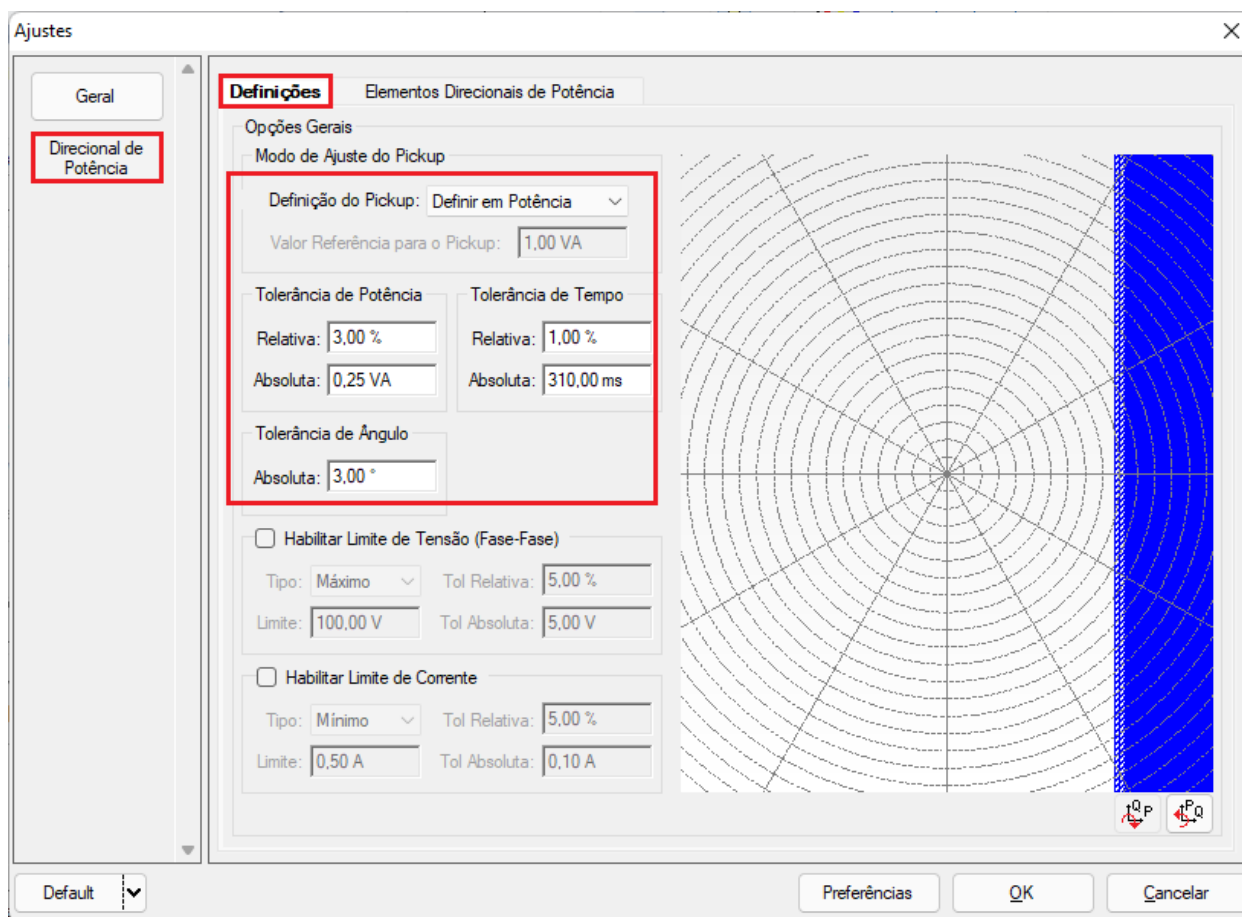 Ajustes
Geral
Direcional de
Potência
Definições
Elementos Direcionais de Potência
Opções Gerais
Modo de Ajuste do Pickup
Definição do Pickup: Definir em Potência
Valor Referência para o Pickup: 1,00 VA
Tolerância de Potência
Tolerância de Tempo
Relativa: 3,00 %
Relativa: 1,00 %
Absoluta: 0,25 VA
Absoluta: 310,00 ms
Tolerância de Ângulo
Absoluta: 3,00 °
Habilitar Limite de Tensão (Fase-Fase)
Tipo: Máximo
Tol Relativa: 5,00 %
Limite: 100,00 V
Tol Absoluta: 5,00 V
Habilitar Limite de Corrente
Tipo: Mínimo
Tol Relativa: 5,00 %
Limite: 0,50 A
Tol Absoluta: 0,10 A
Q P
P Q
Default
Preferências
OK
Cancelar